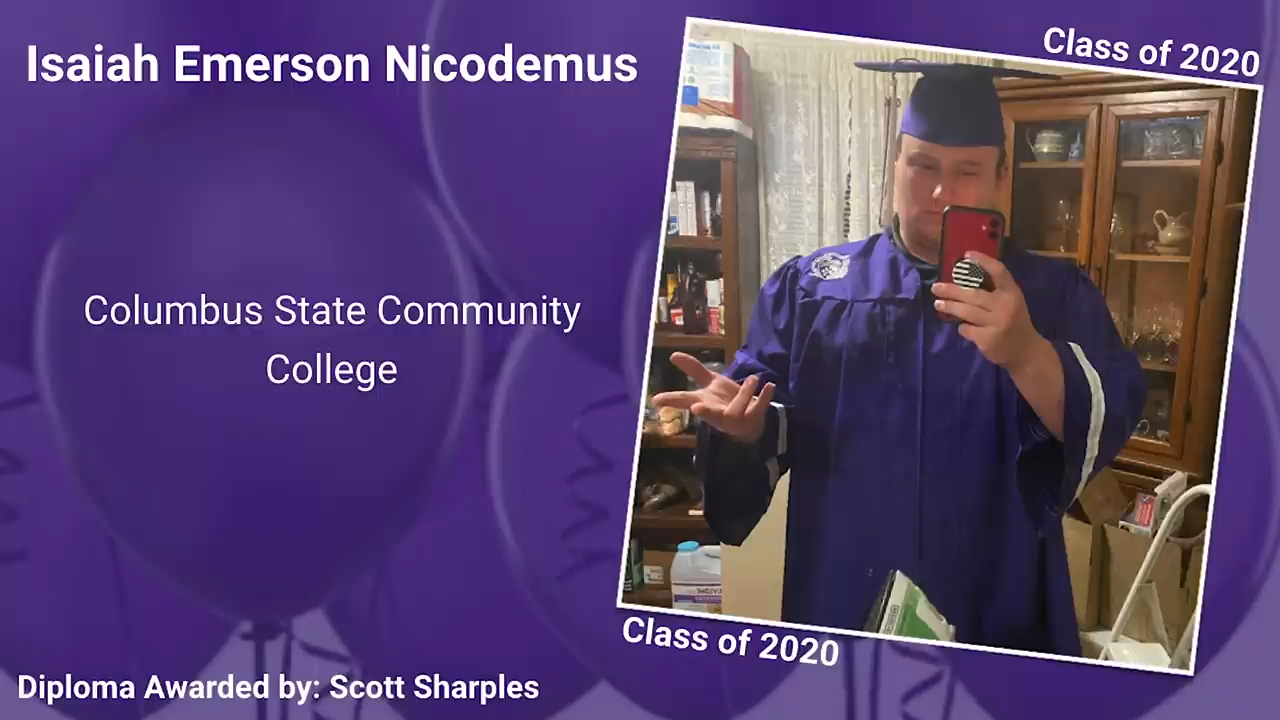 Isaiah Emerson Nicodemus
Class of 2020
Columbus State Community
College
Class of 2020
Diploma Awarded by: Scott Sharples